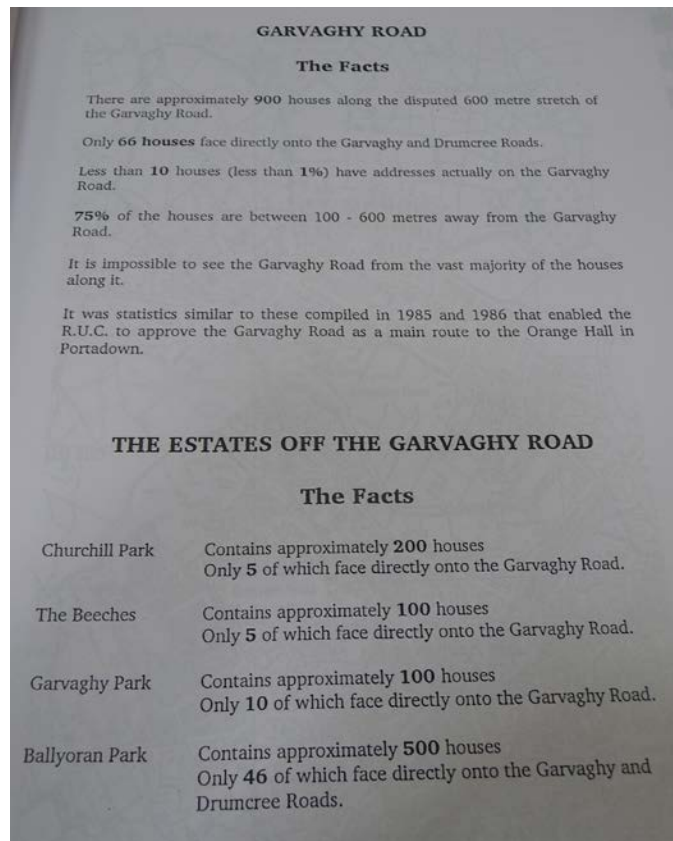 GARVAGHY ROAD
The Facts
There are approximately 900 houses along the disputed 600 metre stretch of
the Garvaghy Road.
Only 66 houses face directly onto the Garvaghy and Drumcree Roads.
Less than 10 houses (less than 1%) have addresses actually on the Garvaghy
Road.
75% of the houses are between 100 - 600 metres away from the Garvaghy
Road.
It is impossible to see the Garvaghy Road from the vast majority of the houses
along it.
It was statistics similar to these compiled in 1985 and 1986 that enabled the
R.U.C. to approve the Garvaghy Road as a main route to the Orange Hall in
Portadown.
THE ESTATES OFF THE GARVAGHY ROAD
The Facts
Churchill Park Contains approximately 200 houses
Only 5 of which face directly onto the Garvaghy Road.
The Beeches Contains approximately 100 houses
Only 5 of which face directly onto the Garvaghy Road.
Garvaghy Park Contains approximately 100 houses
Only 10 of which face directly onto the Garvaghy Road.
Ballyoran Park Contains approximately 500 houses
Only 46 of which face directly onto the Garvaghy and
Drumcree Roads.